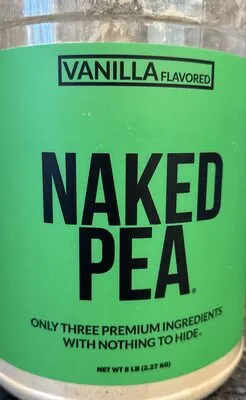 VANILLA FLAVORED
NAKED
PEA®
ONLY THREE PREMIUM INGREDIENTS
WITH NOTHING TO HIDE®
NET WT 5 LB (2.27 KG)